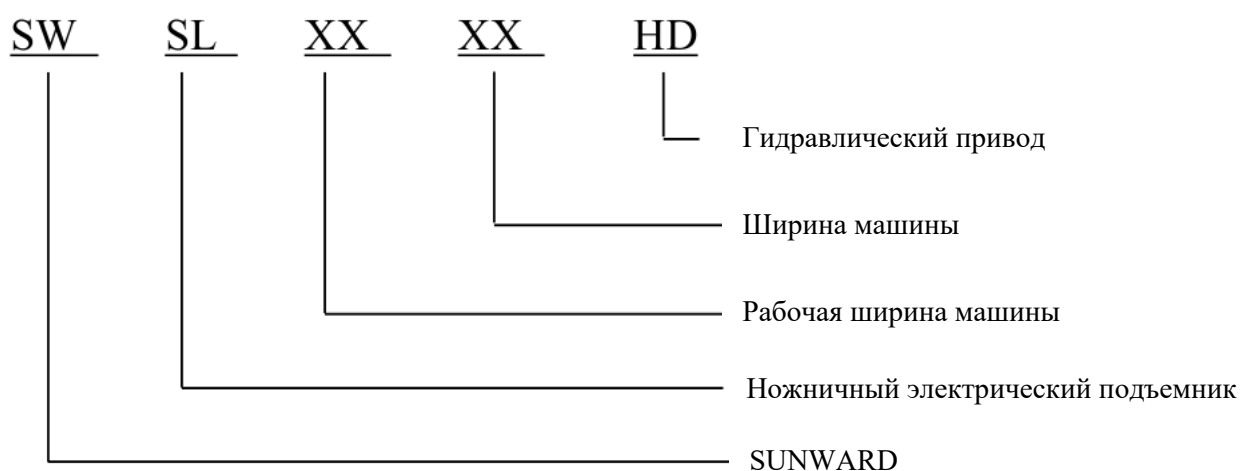 SW SL XX XX HD
Гидравлический привод
Ширина машины
Рабочая ширина машины
Ножничный электрический подъемник
SUNWARD